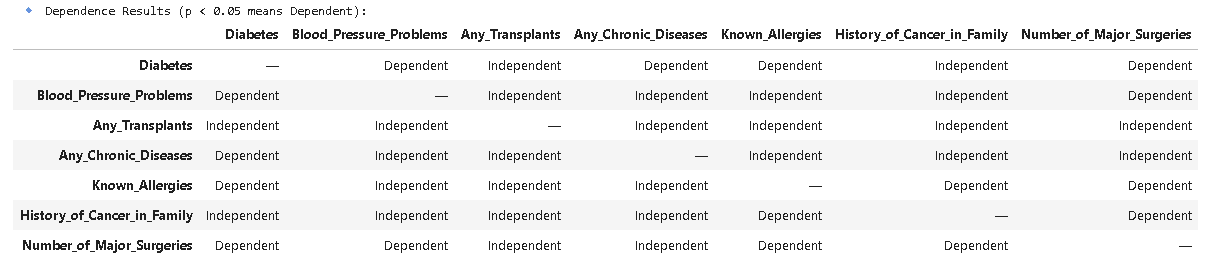 Dependence Results (p < 0.05 means Dependent):
Diabetes Blood_Pressure_Problems Any_Transplants Any_Chronic_Diseases Known_Allergies History_of_Cancer_in_Family Number_of_Major_Surgeries
Diabetes — Dependent Independent Dependent Dependent Independent Dependent
Blood_Pressure_Problems Dependent — Independent Independent Independent Independent Dependent
Any_Transplants Independent Independent — Independent Independent Independent Independent
Any_Chronic_Diseases Dependent Independent Independent — Independent Independent Independent
Known_Allergies Dependent Independent Independent Independent — Dependent Dependent
History_of_Cancer_in_Family Independent Independent Independent Independent Dependent — Dependent
Number_of_Major_Surgeries Dependent Dependent Independent Independent Dependent Dependent —